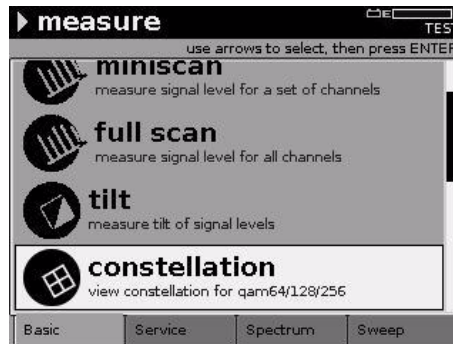 measure
E
TEST
use arrows to select, then press ENTER
miniscan
measure signal level for a set of channels
full scan
measure signal level for all channels
tilt
measure tilt of signal levels
constellation
view constellation for qam64/128/256
Basic Service Spectrum Sweep